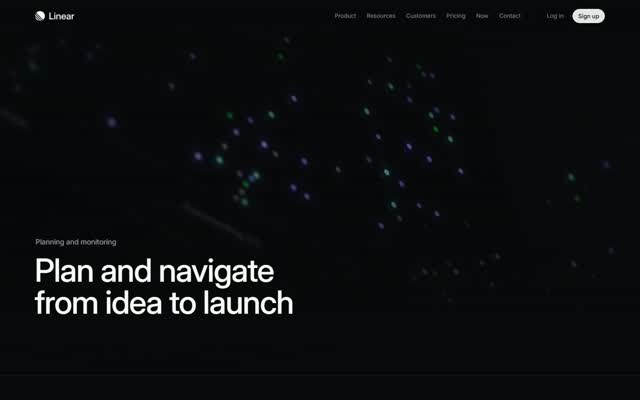 Linear
Product Resources Customers Pricing Now Contact Log in Sign up
Planning and monitoring
Plan and navigate
from idea to launch